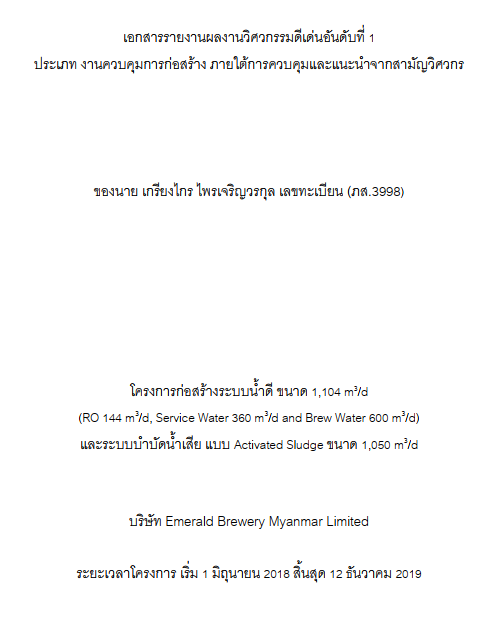 เอกสารรายงานผลงานวิศวกรรมดีเด่นอันดับที่ 1
ประเภท งานควบคุมการก่อสร้าง ภายใต้การควบคุมและแนะนำจากสามัญวิศวกร
ของนาย เกรียงไกร ไพรเจริญวรกุล เลขทะเบียน (ภส.3998)
โครงการก่อสร้างระบบน้ำดี ขนาด 1,104 m³/d
(RO 144 m³/d, Service Water 360 m³/d and Brew Water 600 m³/d)
และระบบบำบัดน้ำเสีย แบบ Activated Sludge ขนาด 1,050 m³/d
บริษัท Emerald Brewery Myanmar Limited
ระยะเวลาโครงการ เริ่ม 1 มิถุนายน 2018 สิ้นสุด 12 ธันวาคม 2019